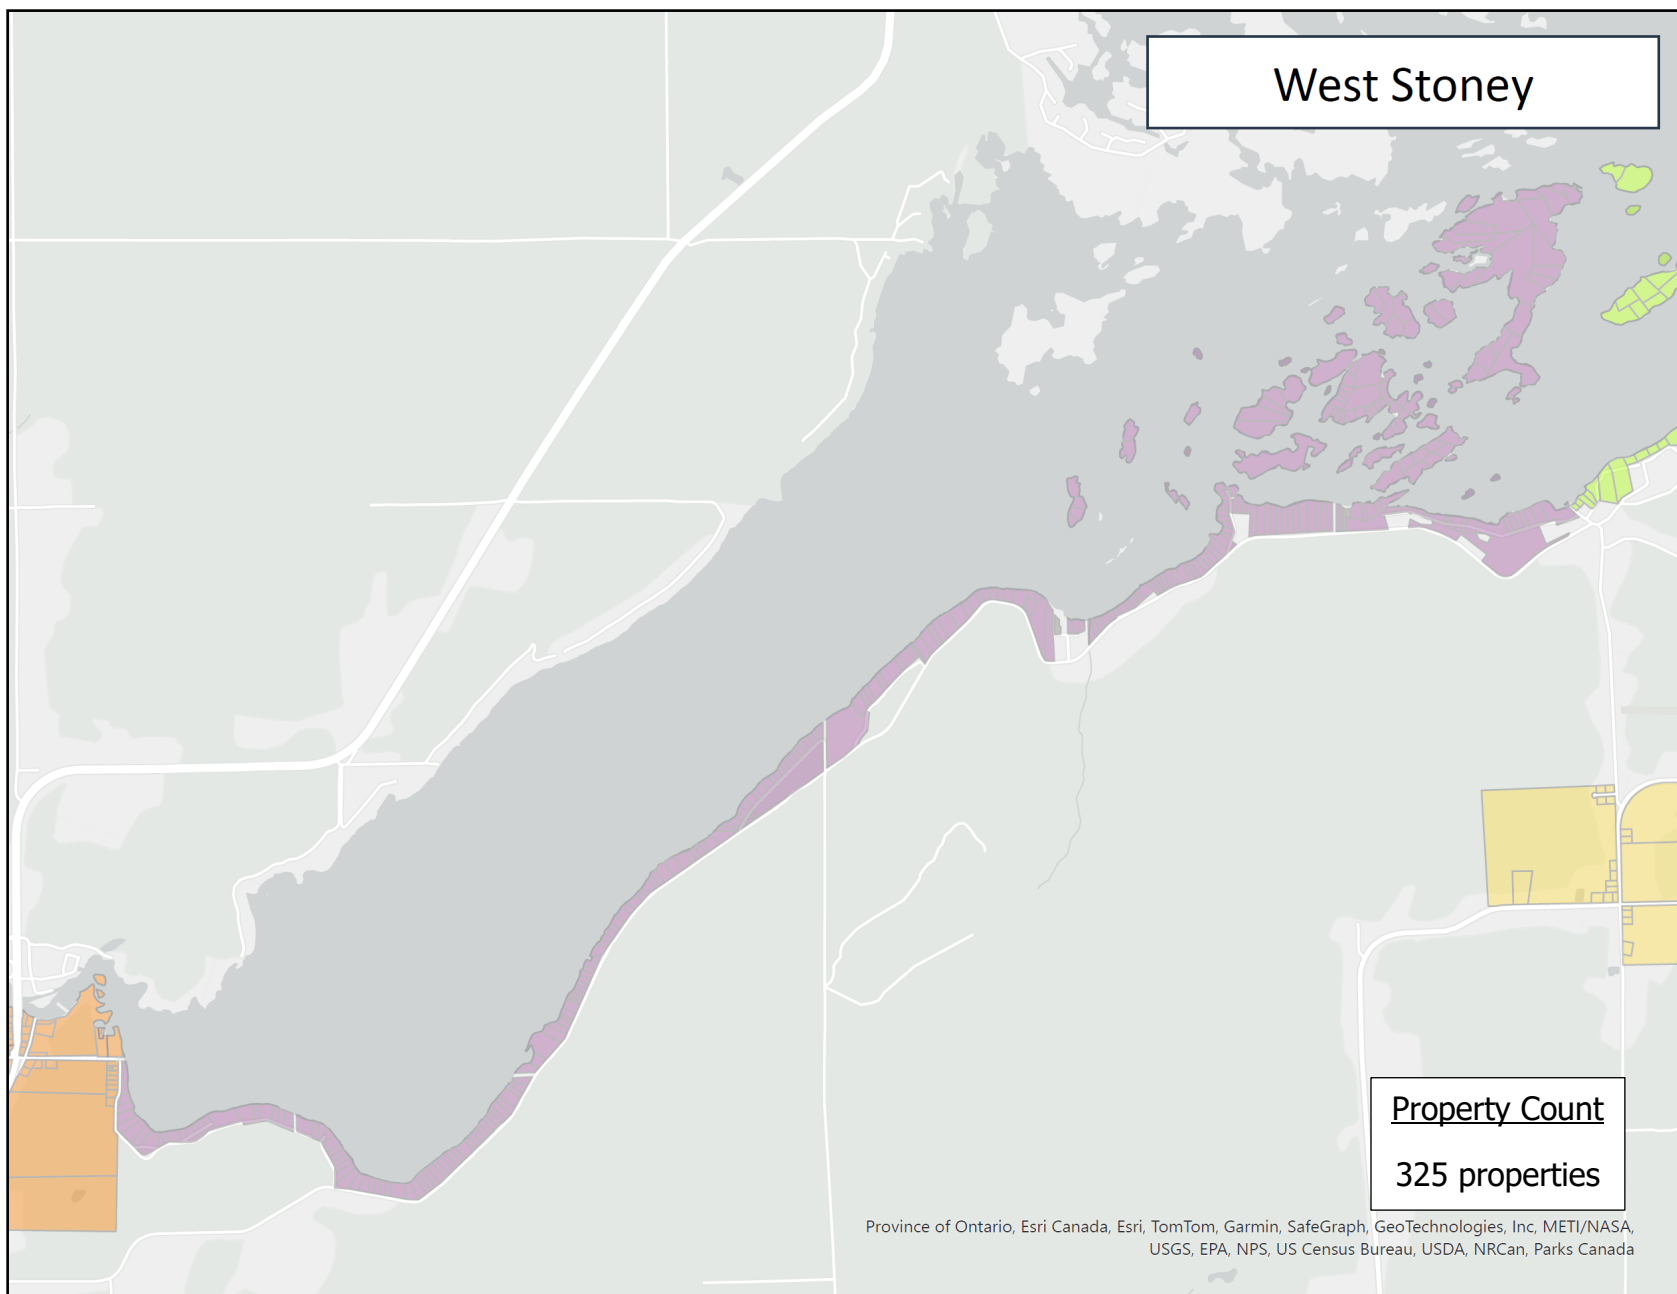 West Stoney
Property Count
325 properties
Province of Ontario, Esri Canada, Esri, TomTom, Garmin, SafeGraph, GeoTechnologies, Inc, METI/NASA,
USGS, EPA, NPS, US Census Bureau, USDA, NRCan, Parks Canada